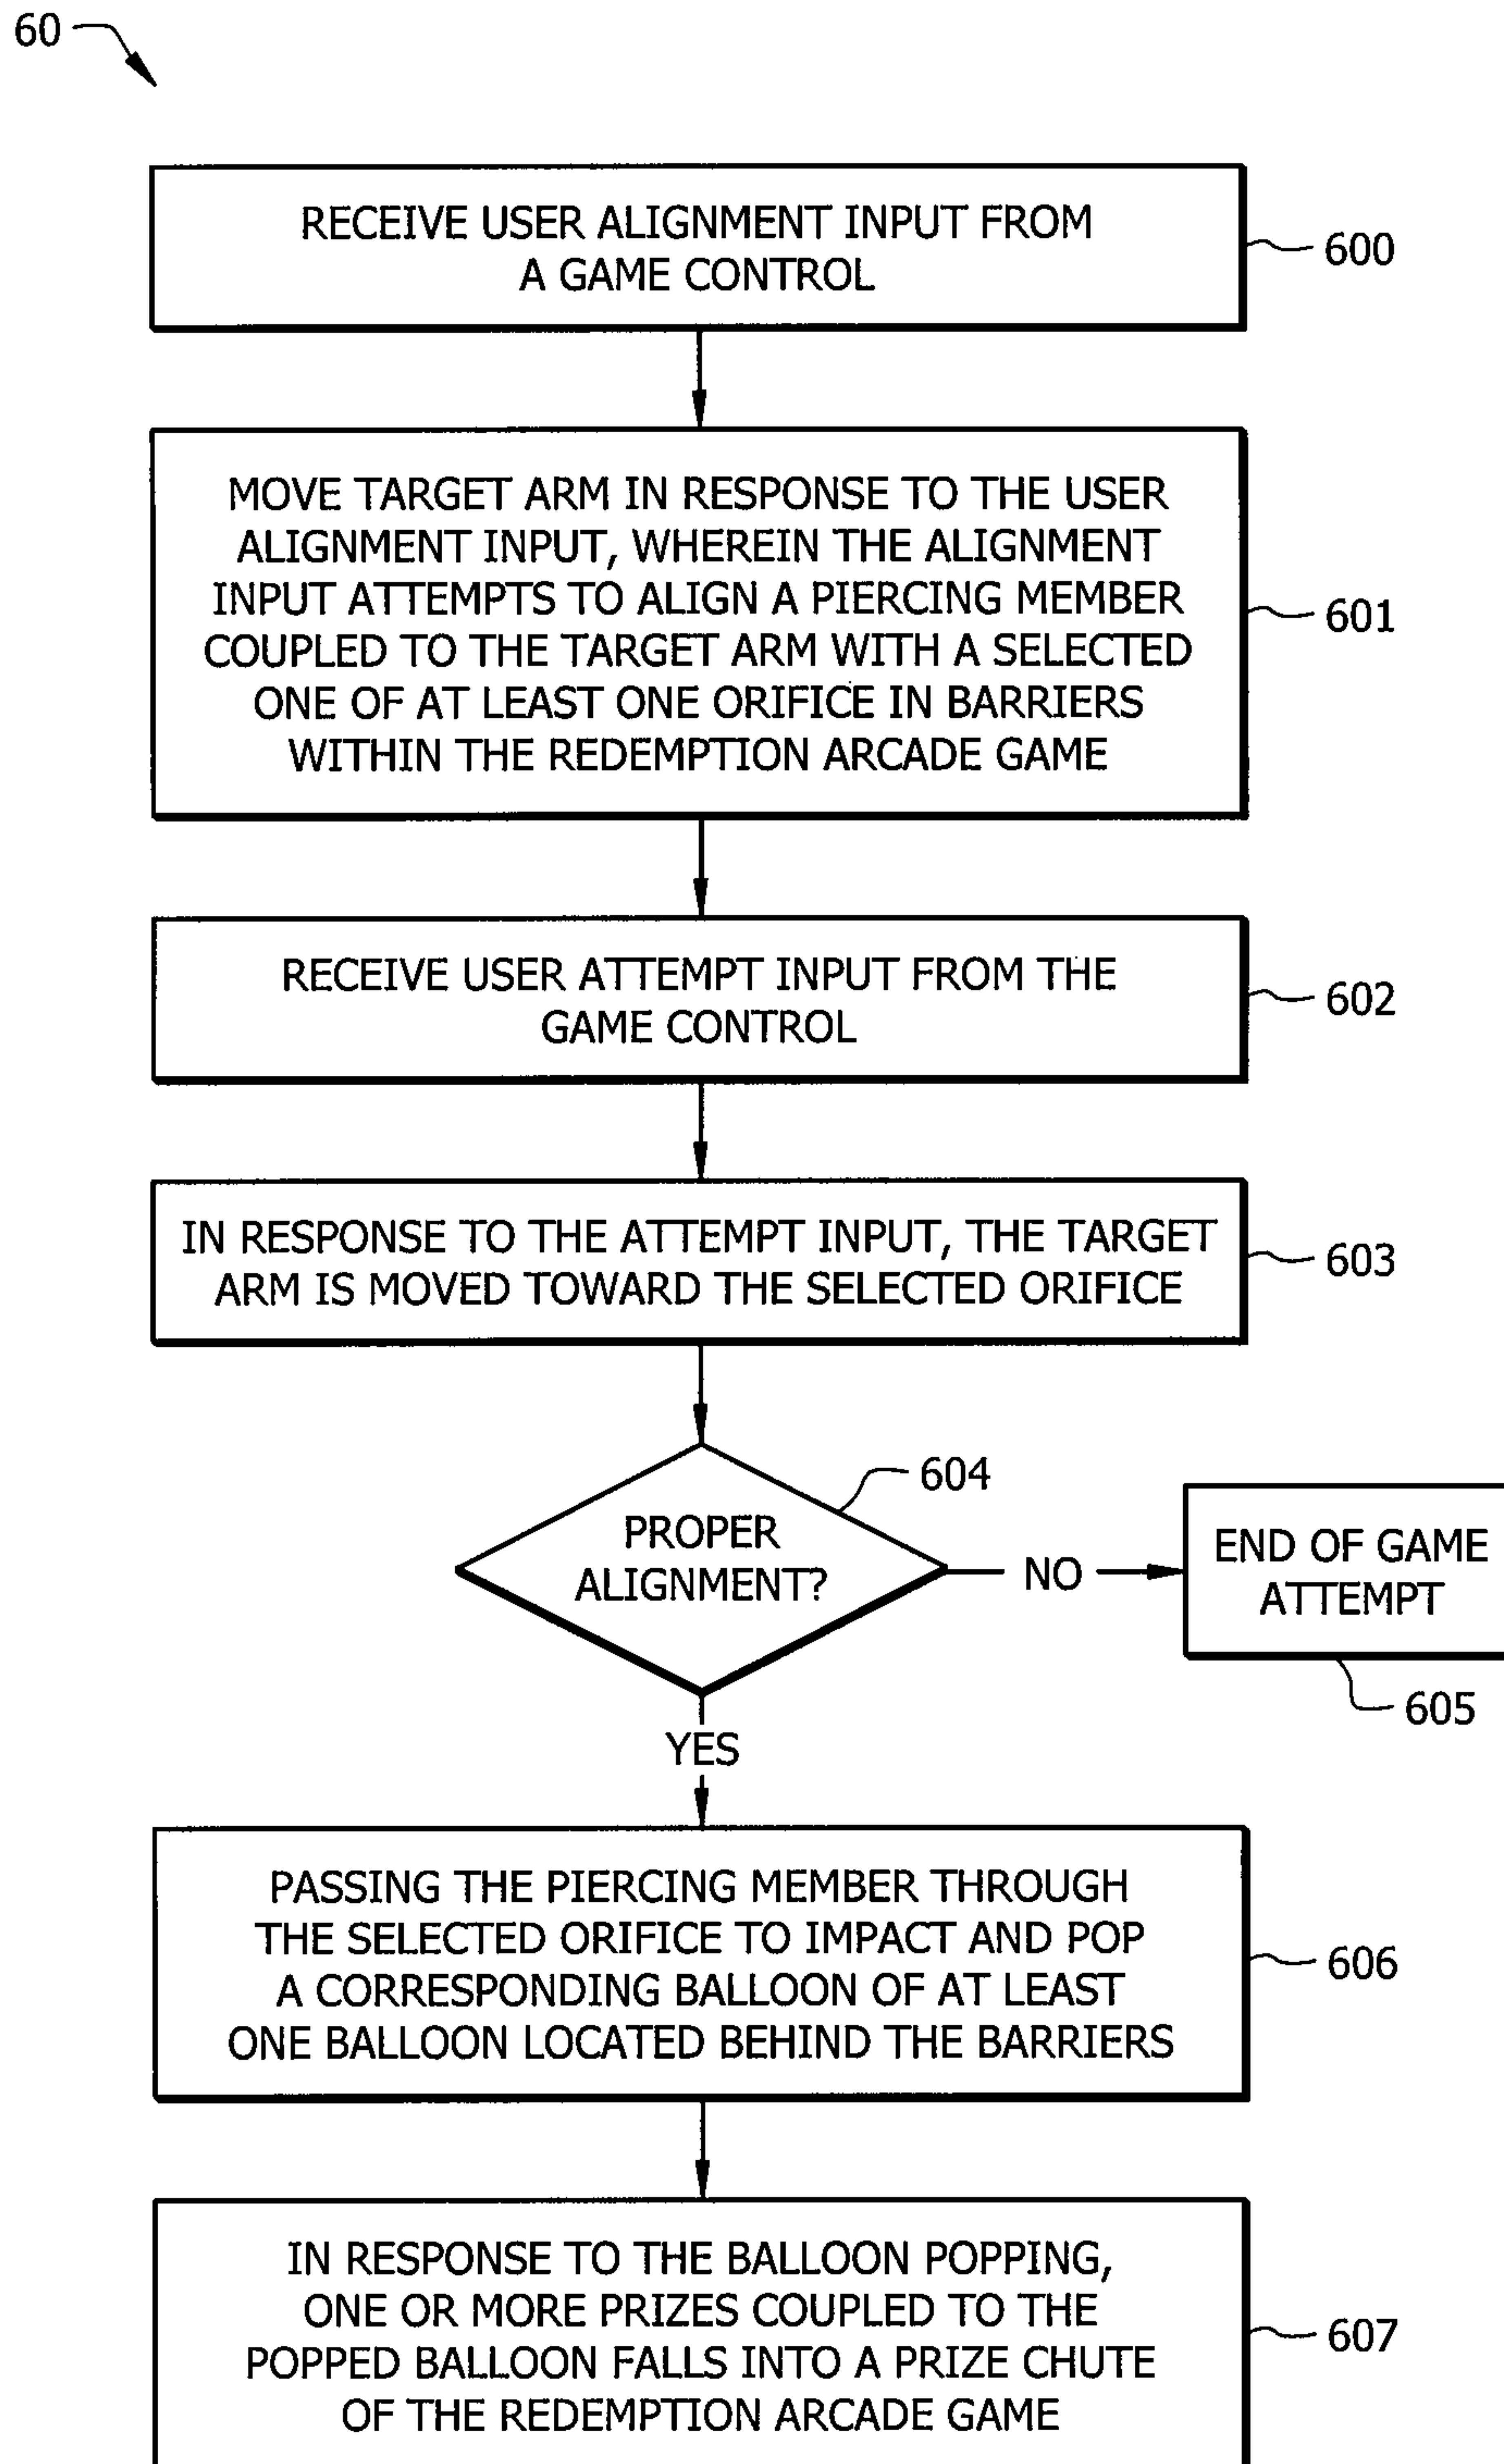 60
RECEIVE USER ALIGNMENT INPUT FROM
A GAME CONTROL
600
MOVE TARGET ARM IN RESPONSE TO THE USER
ALIGNMENT INPUT, WHEREIN THE ALIGNMENT
INPUT ATTEMPTS TO ALIGN A PIERCING MEMBER
COUPLED TO THE TARGET ARM WITH A SELECTED
ONE OF AT LEAST ONE ORIFICE IN BARRIERS
WITHIN THE REDEMPTION ARCADE GAME
601
RECEIVE USER ATTEMPT INPUT FROM THE
GAME CONTROL
602
IN RESPONSE TO THE ATTEMPT INPUT, THE TARGET
ARM IS MOVED TOWARD THE SELECTED ORIFICE
603
604
PROPER
ALIGNMENT?
NO
END OF GAME
ATTEMPT
605
YES
PASSING THE PIERCING MEMBER THROUGH
THE SELECTED ORIFICE TO IMPACT AND POP
A CORRESPONDING BALLOON OF AT LEAST
ONE BALLOON LOCATED BEHIND THE BARRIERS
606
IN RESPONSE TO THE BALLOON POPPING,
ONE OR MORE PRIZES COUPLED TO THE
POPPED BALLOON FALLS INTO A PRIZE CHUTE
OF THE REDEMPTION ARCADE GAME
607